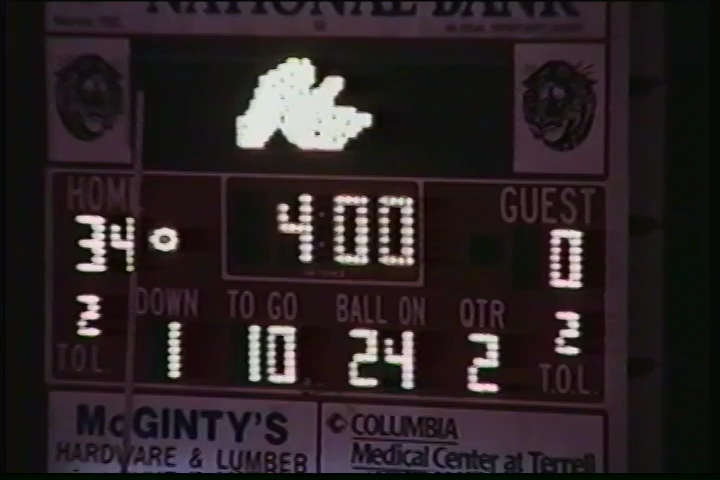 NATIONAL BANK
HOME 4:00 GUEST
34 0
DOWN TO GO BALL ON QTR
2 1 10 24 2 2
T.O.L. T.O.L.
McGINTY'S
HARDWARE & LUMBER
COLUMBIA
Medical Center at Terrell